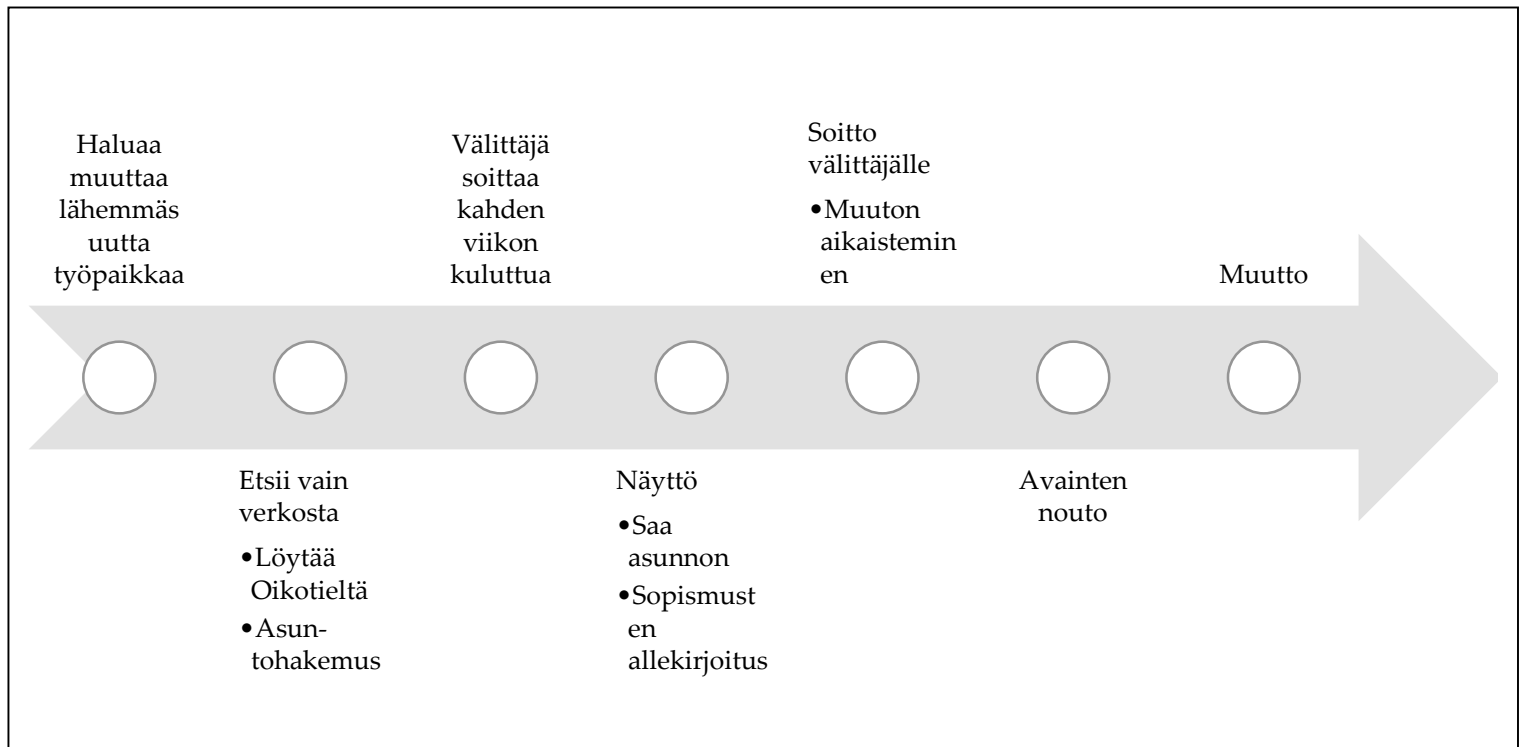 Haluaa
muuttaa
lähemmäs
uutta
työpaikkaa
Etsii vain
verkosta
•Löytää
Oikotieltä
•Asun-
tohakemus
Välittäjä
soittaa
kahden
viikon
kuluttua
Näyttö
•Saa
asunnon
•Sopismust
en
allekirjoitus
Soitto
välittäjälle
•Muuton
aikaistemin
en
Avainten
nouto
Muutto